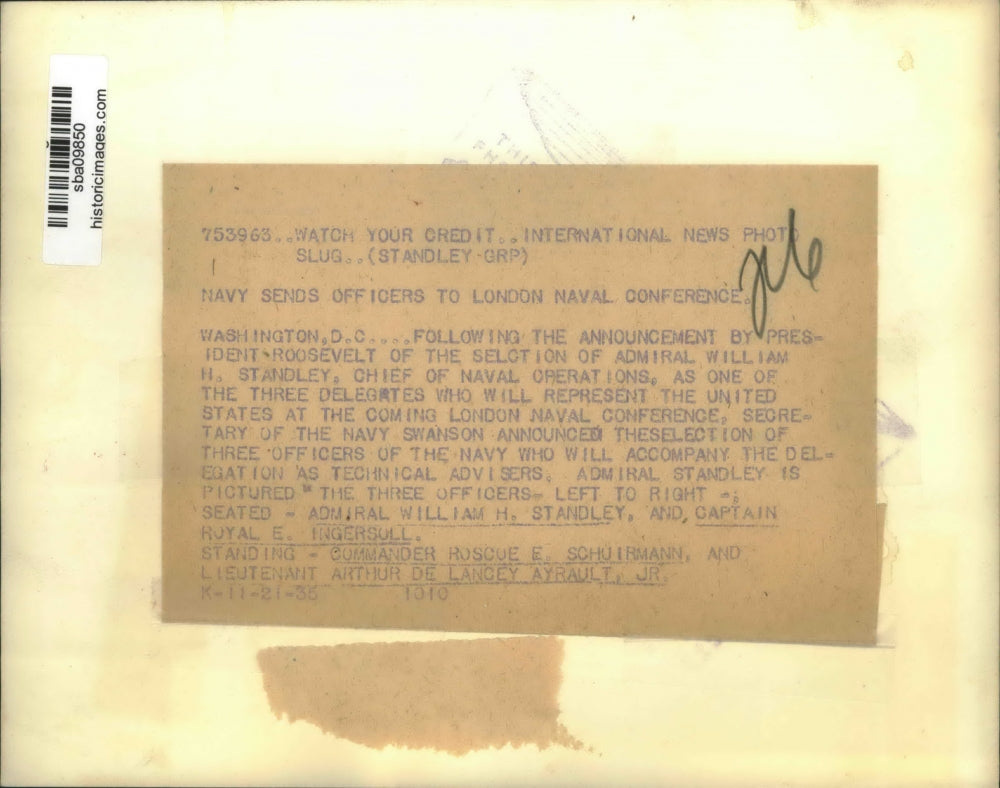 sba09850
historicimages.com
THIS
753963..WATCH YOUR CREDIT.. INTERNATIONAL NEWS PHOTO
SLUG..(STANDLEY GRP)
NAVY SENDS OFFICERS TO LONDON NAVAL CONFERENCE.
WASHINGTON,D.C....FOLLOWING THE ANNOUNCEMENT BY PRES-
IDENT ROOSEVELT OF THE SELCTION OF ADMIRAL WILLIAM
H. STANDLEY, CHIEF OF NAVAL OPERATIONS, AS ONE OF
THE THREE DELEGATES WHO WILL REPRESENT THE UNITED
STATES AT THE COMING LONDON NAVAL CONFERENCE, SECRE-
TARY OF THE NAVY SWANSON ANNOUNCED THESELECTION OF
THREE OFFICERS OF THE NAVY WHO WILL ACCOMPANY THE DEL-
EGATION AS TECHNICAL ADVISERS. ADMIRAL STANDLEY IS
PICTURED " THE THREE OFFICERS- LEFT TO RIGHT -:
SEATED - ADMIRAL WILLIAM H. STANDLEY, AND CAPTAIN
ROYAL E. INGERSOLL.
STANDING - COMMANDER ROSCOE E. SCHUIRMANN, AND
LIEUTENANT ARTHUR DE LANCEY AYRAULT, JR.
K-11-21-35 1010